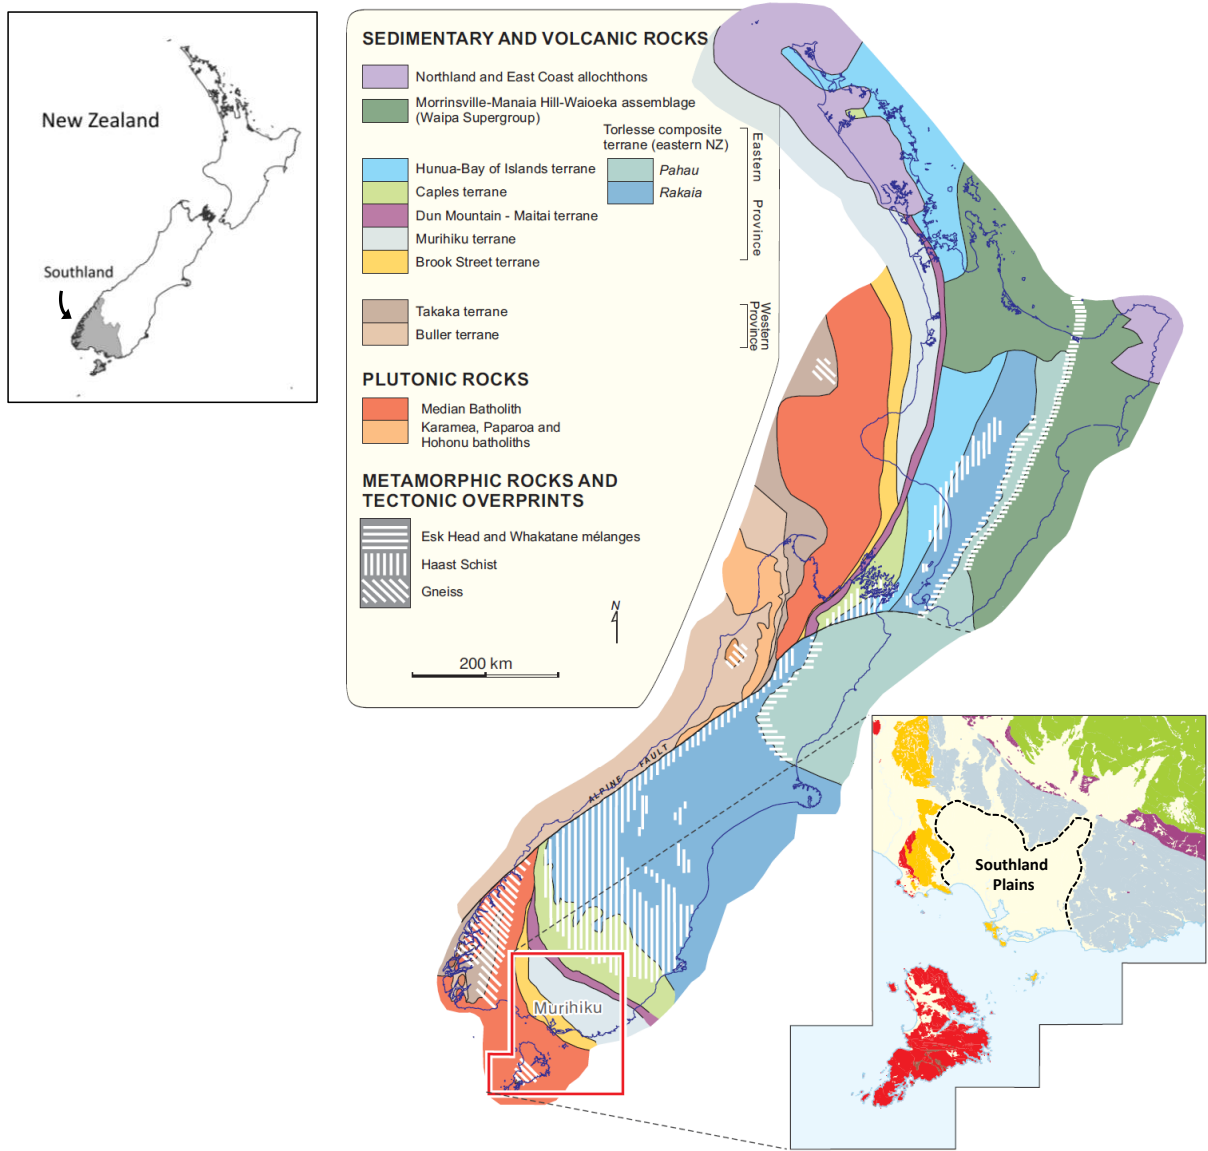 New Zealand
Southland
SEDIMENTARY AND VOLCANIC ROCKS
Northland and East Coast allochthons
Morrinsville-Manaia Hill-Waioeka assemblage
(Waipa Supergroup)
Torlesse composite
terrane (eastern NZ)
Hunua-Bay of Islands terrane
Pahau
Caples terrane
Rakaia
Dun Mountain - Maitai terrane
Murihiku terrane
Brook Street terrane
Eastern Province
Takaka terrane
Buller terrane
Western
Province
PLUTONIC ROCKS
Median Batholith
Karamea, Paparoa and
Hohonu batholiths
METAMORPHIC ROCKS AND
TECTONIC OVERPRINTS
Esk Head and Whakatane mélanges
Haast Schist
Gneiss
N
200 km
ALPINE FAULT
Murihiku
Southland
Plains